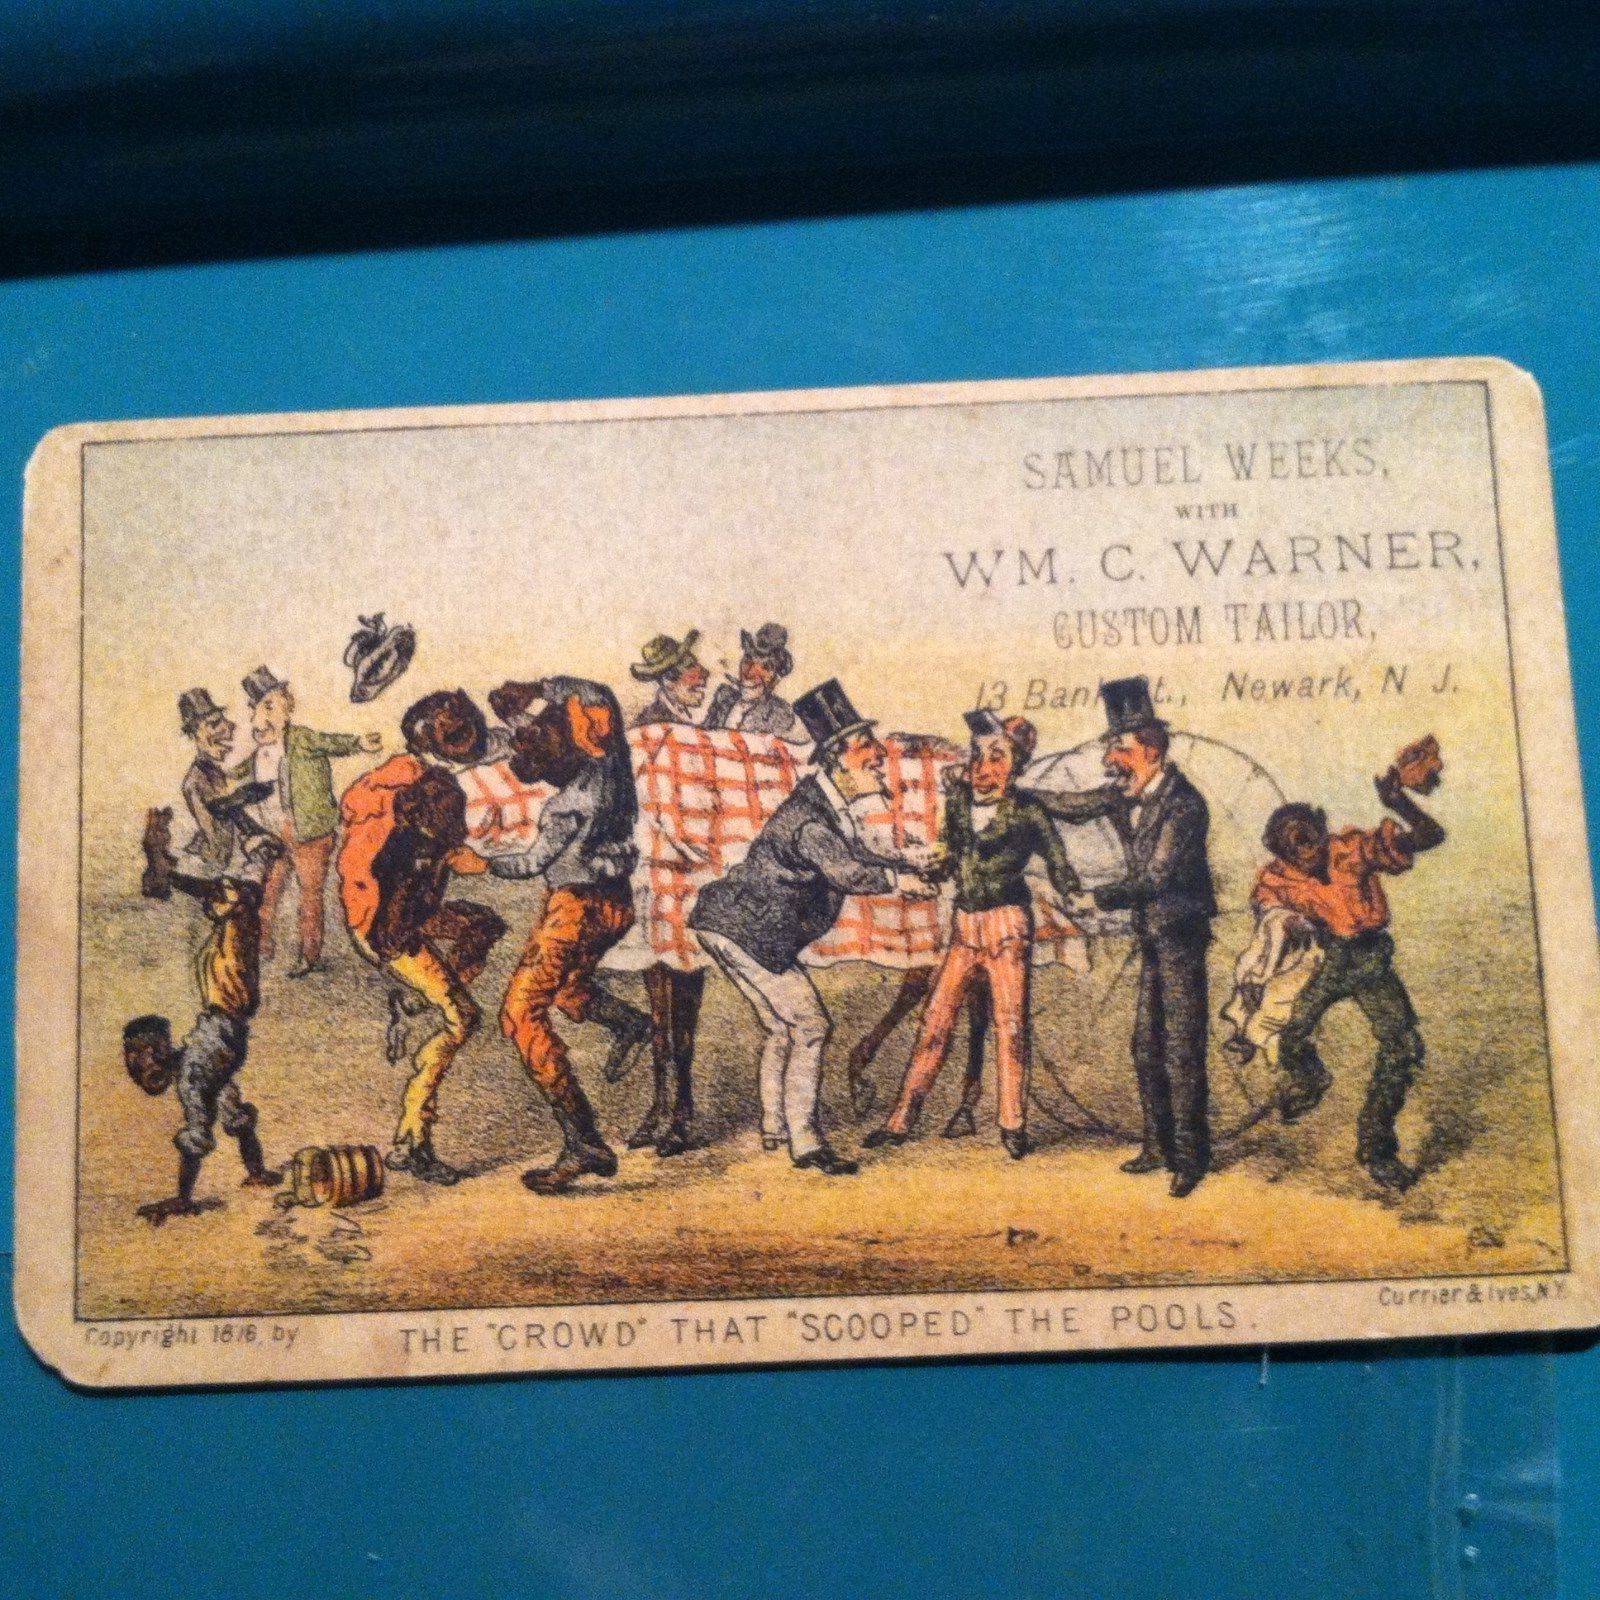 SAMUEL WEEKS,
WITH
WM. C. WARNER,
CUSTOM TAILOR,
13 Bank St., Newark, N J.
Copyright 1876, by
THE "CROWD" THAT "SCOOPED" THE POOLS.
Currier & Ives, N.Y.